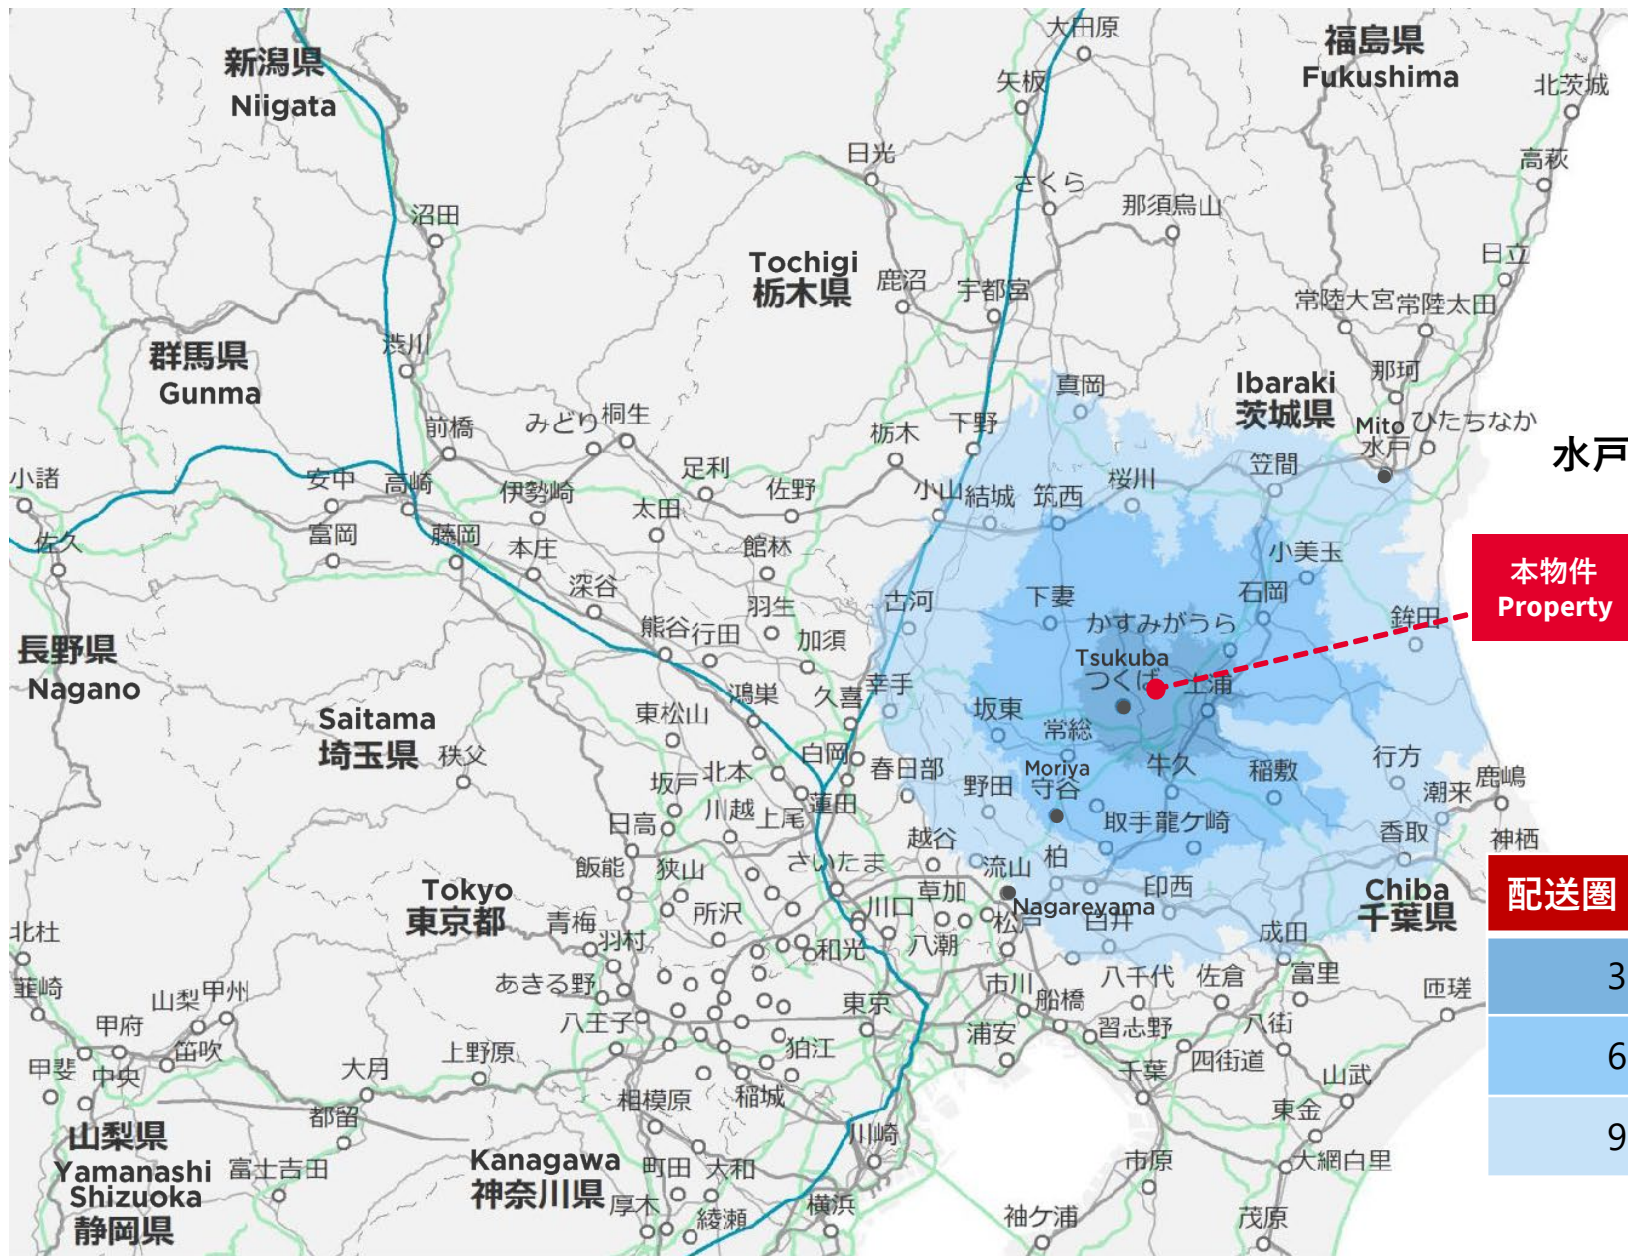 新潟県
Niigata
大田原
矢板
福島県
Fukushima
北茨城
高萩
日光
さくら
那須烏山
沼田
日立
Tochigi
栃木県
鹿沼
宇都宮
常陸大宮
常陸太田
渋川
群馬県
Gunma
真岡
Ibaraki
茨城県
那珂
Mito
水戸
ひたちなか
前橋
みどり
桐生
栃木
下野
水戸
小諸
安中
高崎
伊勢崎
足利
佐野
太田
小山
結城
筑西
桜川
笠間
佐久
富岡
藤岡
本庄
館林
小美玉
本物件
Property
深谷
羽生
古河
下妻
石岡
かすみがうら
鉾田
熊谷
行田
加須
長野県
Nagano
Tsukuba
つくば
土浦
鴻巣
久喜
幸手
坂東
常総
東松山
Saitama
埼玉県
秩父
白岡
春日部
Moriya
守谷
牛久
稲敷
行方
鹿嶋
潮来
坂戸
北本
川越
上尾
蓮田
野田
日高
越谷
取手
龍ケ崎
香取
神栖
飯能
狭山
さいたま
流山
柏
印西
Tokyo
東京都
草加
Nagareyama
Chiba
千葉県
配送圏
青梅
所沢
川口
松戸
白井
羽村
和光
八潮
成田
北杜
韮崎
あきる野
市川
船橋
八千代
佐倉
富里
匝瑳
3
山梨
甲州
甲府
笛吹
八王子
東京
浦安
習志野
八街
四街道
狛江
6
甲斐
中央
大月
上野原
千葉
山武
都留
相模原
稲城
東金
山梨県
Yamanashi
Shizuoka
静岡県
富士吉田
Kanagawa
神奈川県
川崎
町田
大和
市原
大網白里
9
厚木
綾瀬
横浜
袖ケ浦
茂原